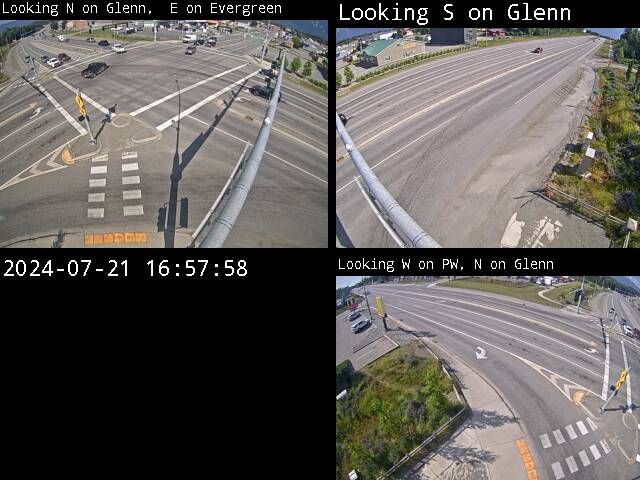 Looking N on Glenn,  E on Evergreen
Looking S on Glenn
2024-07-21 16:57:58
Looking W on PW, N on Glenn